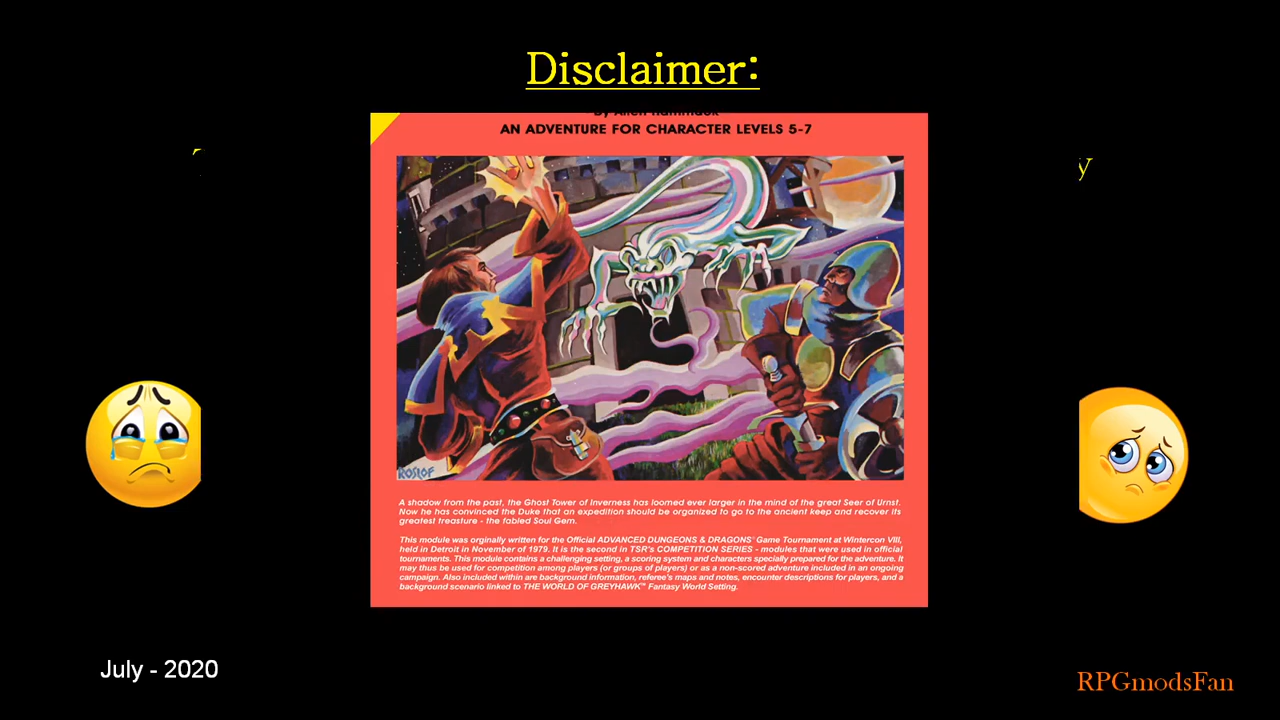 Disclaimer:
AN ADVENTURE FOR CHARACTER LEVELS 5-7
y
ROSLOF
A shadow from the past, the Ghost Tower of Inverness has loomed ever larger in the mind of the great Seer of Urnst.
Now he has convinced the Duke that an expedition should be organized to go to the ancient keep and recover its
greatest treasure - the fabled Soul Gem.
This module was orginally written for the Official ADVANCED DUNGEONS & DRAGONS® Game Tournament at Wintercon VIII,
held in Detroit in November of 1979. It is the second in TSR's COMPETITION SERIES - modules that were used in official
tournaments. This module contains a challenging setting, a scoring system and characters specially prepared for the adventure. It
may thus be used for competition among players (or groups of players) or as a non-scored adventure included in an ongoing
campaign. Also included within are background information, referee's maps and notes, encounter descriptions for players, and a
background scenario linked to THE WORLD OF GREYHAWK™ Fantasy World Setting.
July - 2020
RPGmodsFan